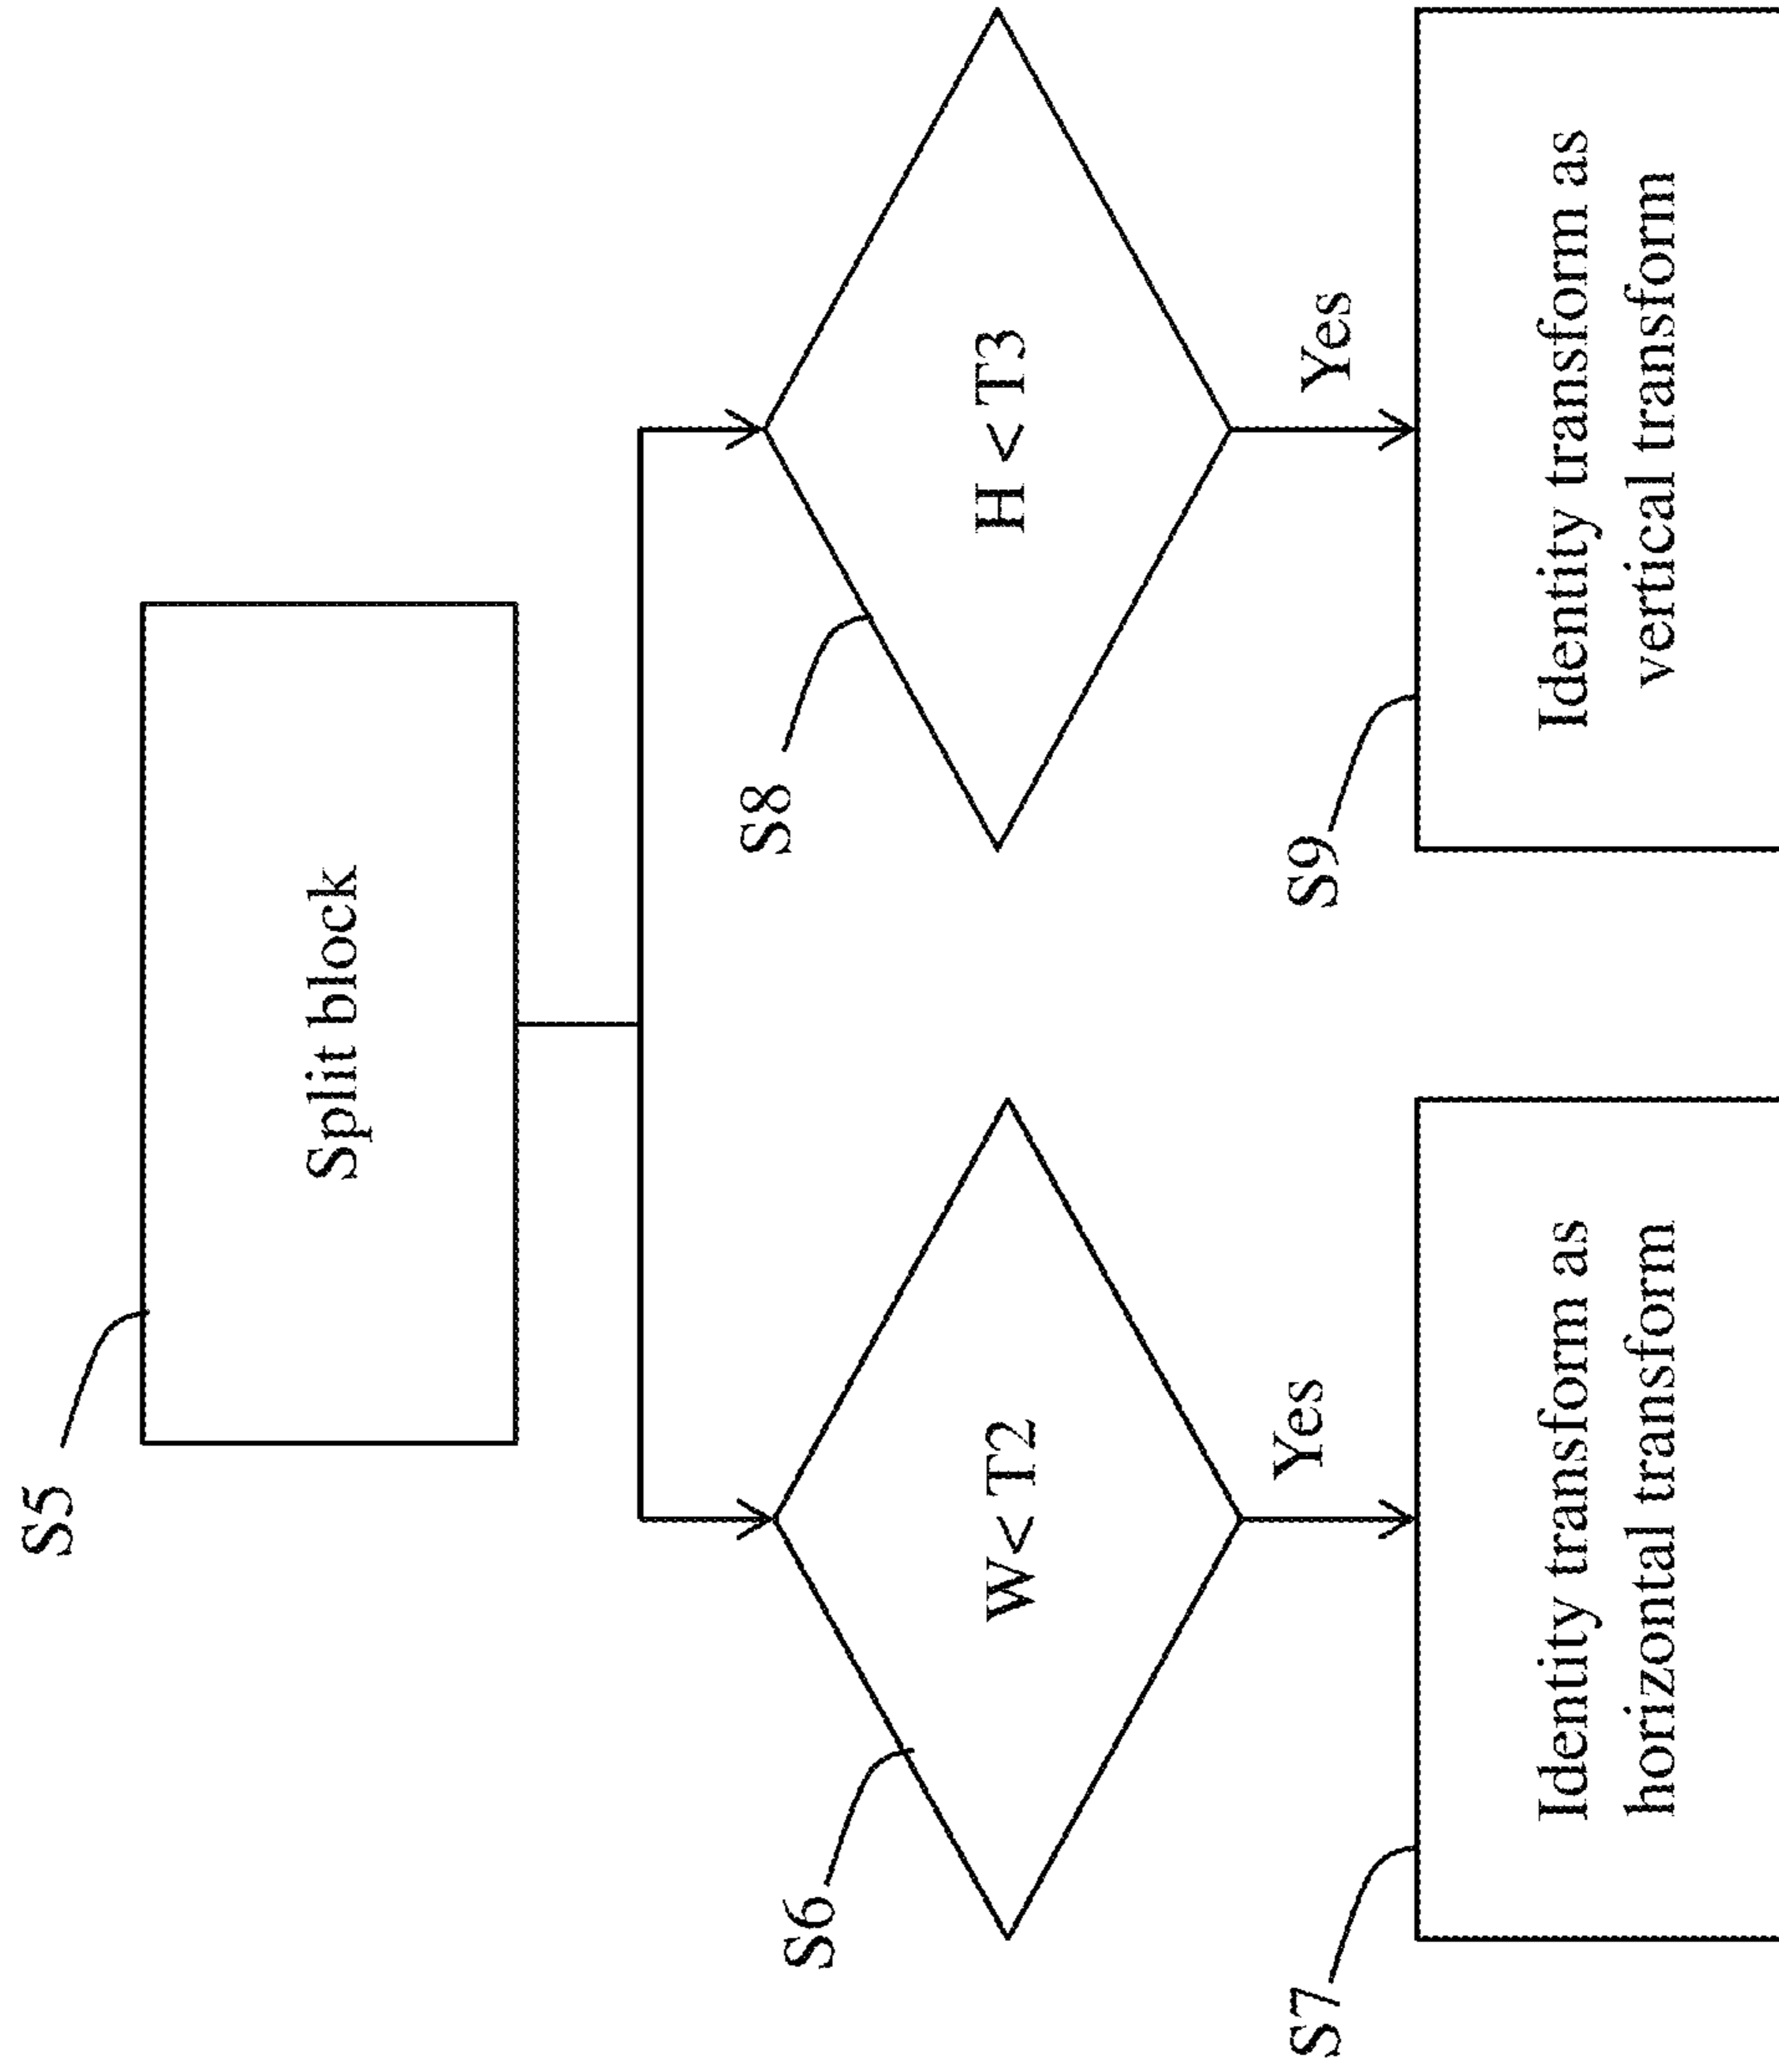 S5
Split block
S6
W< T2
Yes
S7
Identity transform as
horizontal transform
S8
H < T3
Yes
S9
Identity transform as
vertical transform